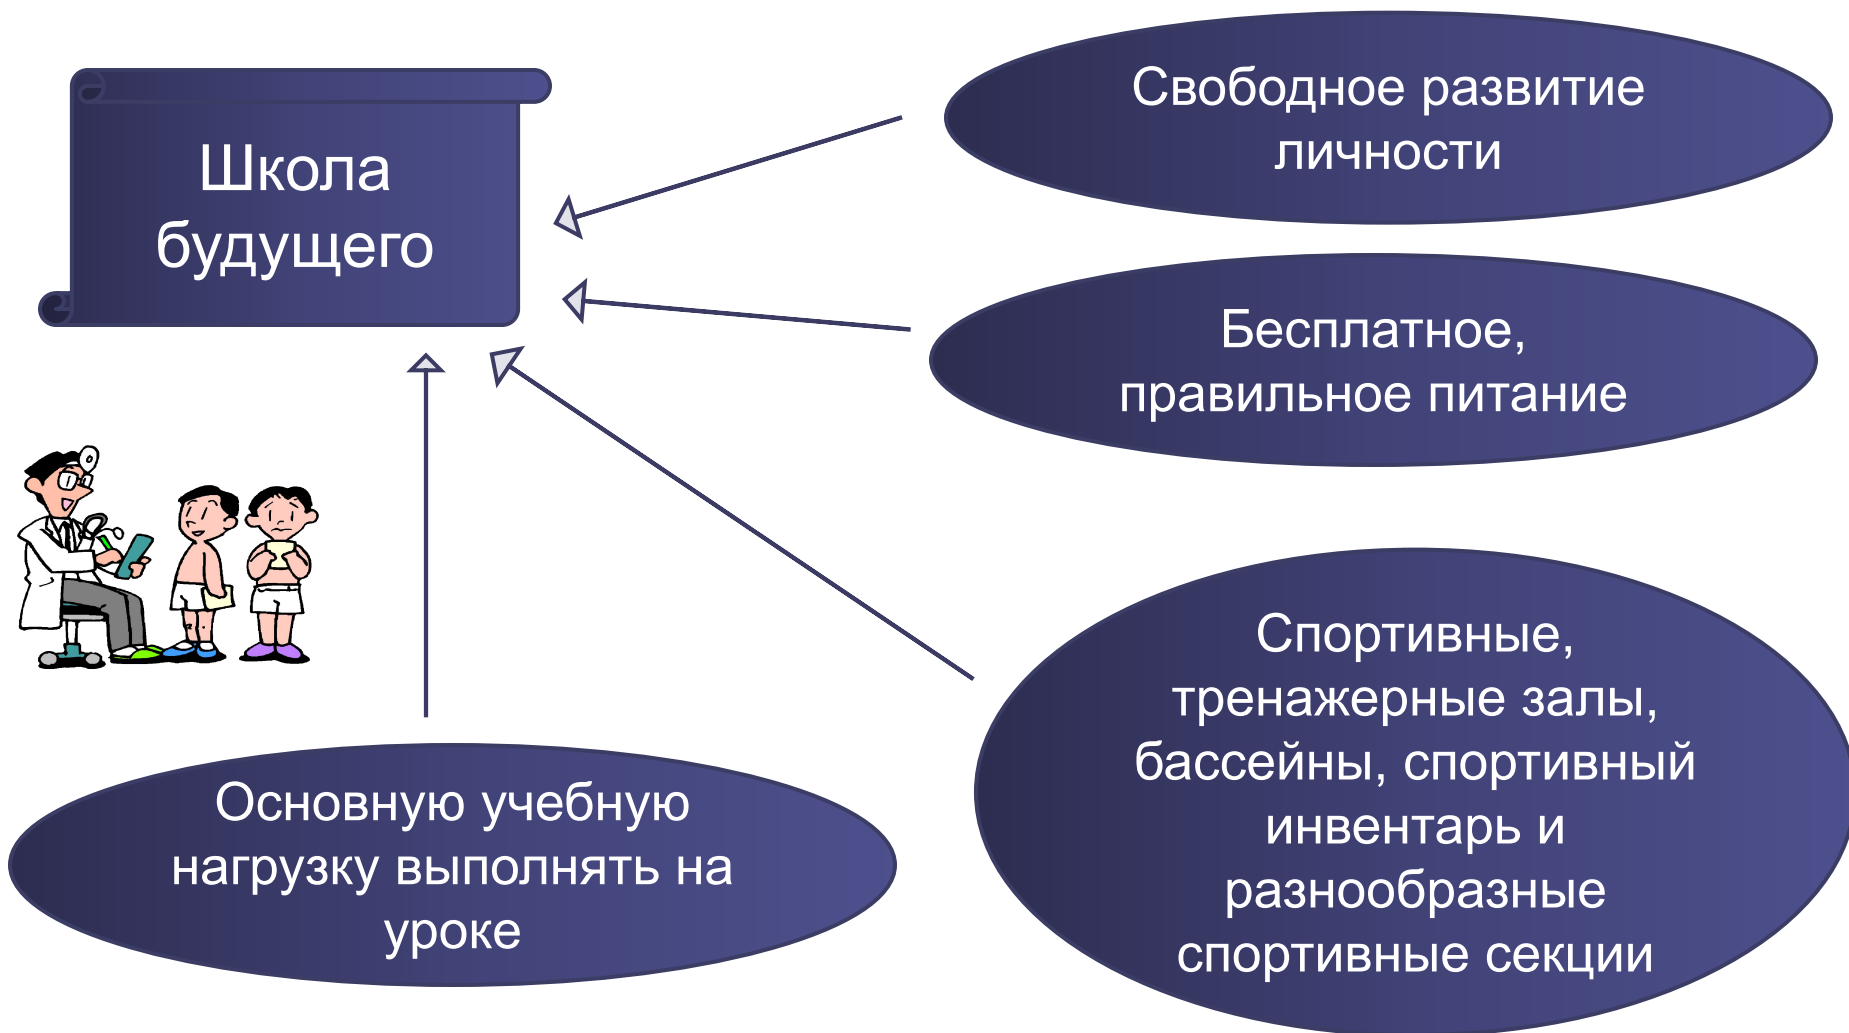 Школа
будущего
Свободное развитие
личности
Бесплатное,
правильное питание
Спортивные,
тренажерные залы,
бассейны, спортивный
инвентарь и
разнообразные
спортивные секции
Основную учебную
нагрузку выполнять на
уроке